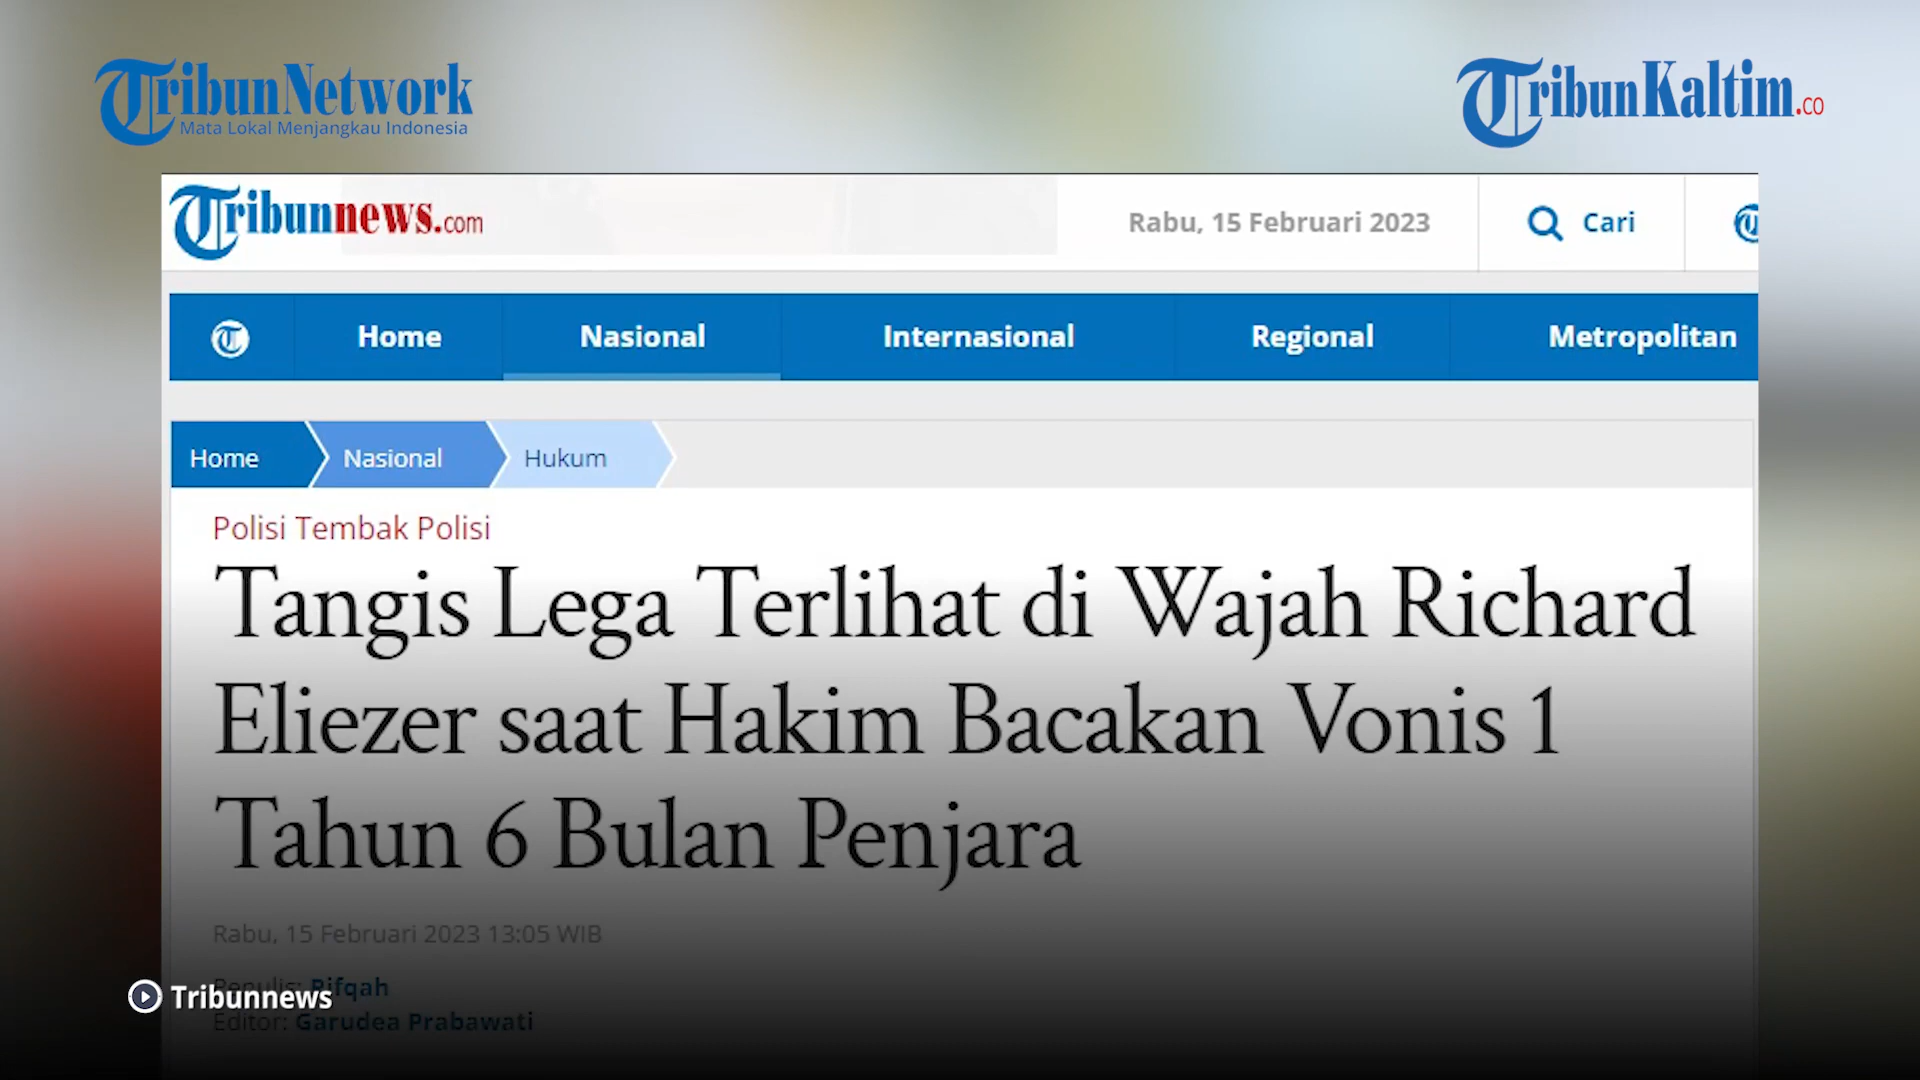 TribunNetwork
Mata Lokal Menjangkau Indonesia
TribunKaltim.co
Tribunnews.com
Rabu, 15 Februari 2023
Cari
Home
Nasional
Internasional
Regional
Metropolitan
Home
Nasional
Hukum
Polisi Tembak Polisi
Tangis Lega Terlihat di Wajah Richard
Eliezer saat Hakim Bacakan Vonis 1
Tahun 6 Bulan Penjara
Rabu, 15 Februari 2023 13:05 WIB
Penulis: Rifqah
Tribunnews
Editor: Garudea Prabawati